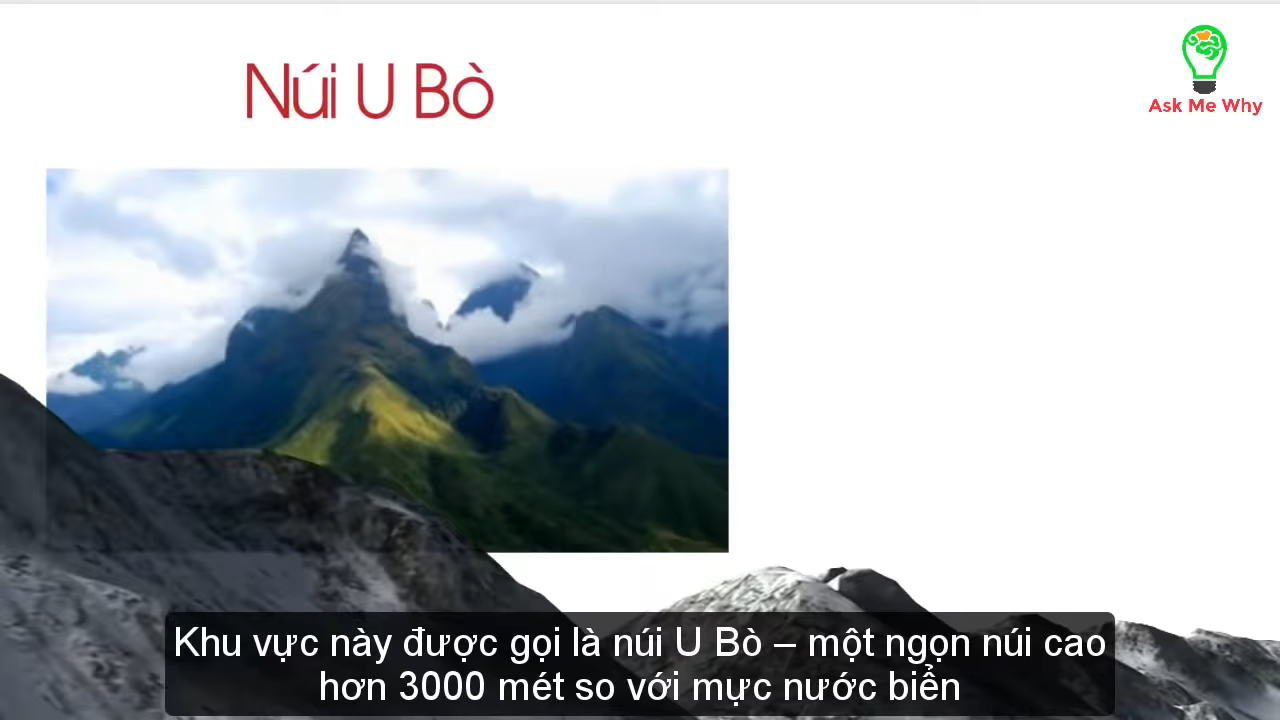 Núi U Bò
Ask Me Why
Khu vực này được gọi là núi U Bò – một ngọn núi cao
hơn 3000 mét so với mực nước biển